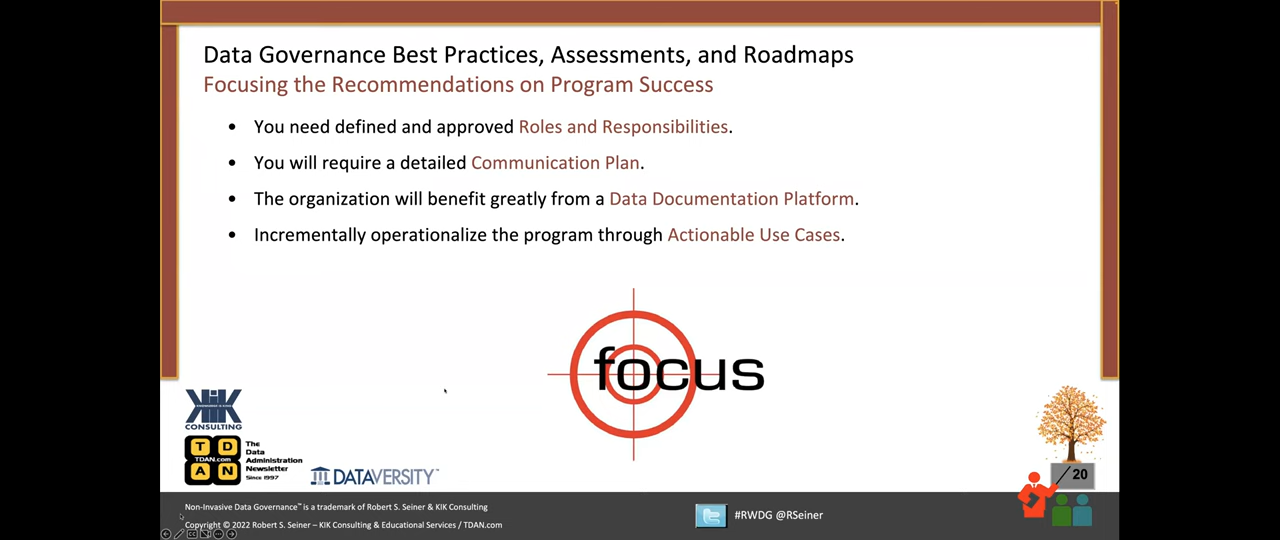 Data Governance Best Practices, Assessments, and Roadmaps
Focusing the Recommendations on Program Success
• You need defined and approved Roles and Responsibilities.
• You will require a detailed Communication Plan.
• The organization will benefit greatly from a Data Documentation Platform.
• Incrementally operationalize the program through Actionable Use Cases.
focus
KIK
CONSULTING
T D
TDAN.com
A N
The
Data
Administration
Newsletter
Since 1997
DATAVERSITY™
20
Non-Invasive Data Governance™ is a trademark of Robert S. Seiner & KIK Consulting
Copyright © 2022 Robert S. Seiner – KIK Consulting & Educational Services / TDAN.com
#RWDG @RSeiner